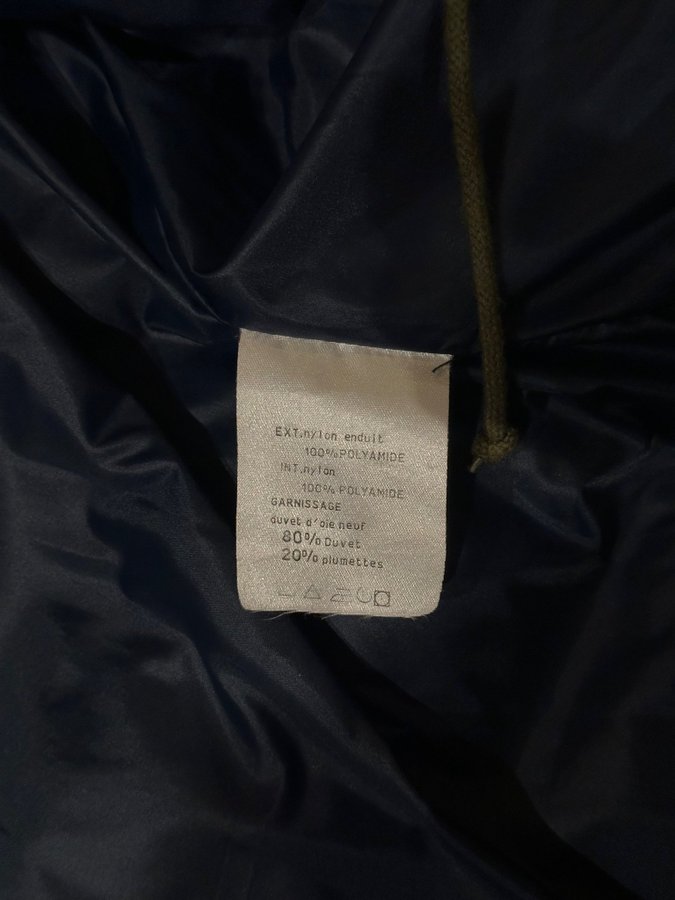 EXT.nylon enduit
100% POLYAMIDE
INT.nylon
100% POLYAMIDE
GARNISSAGE
duvet d'oie neuf
80% Duvet
20% plumettes